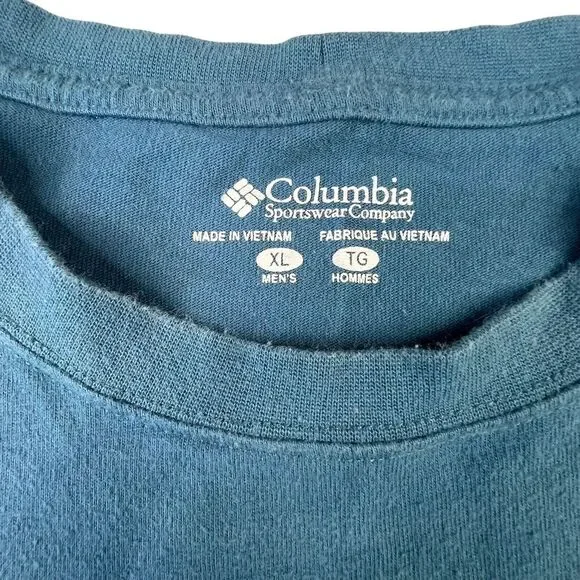 Columbia
Sportswear Company
MADE IN VIETNAM FABRIQUE AU VIETNAM
XL TG
MEN'S HOMMES